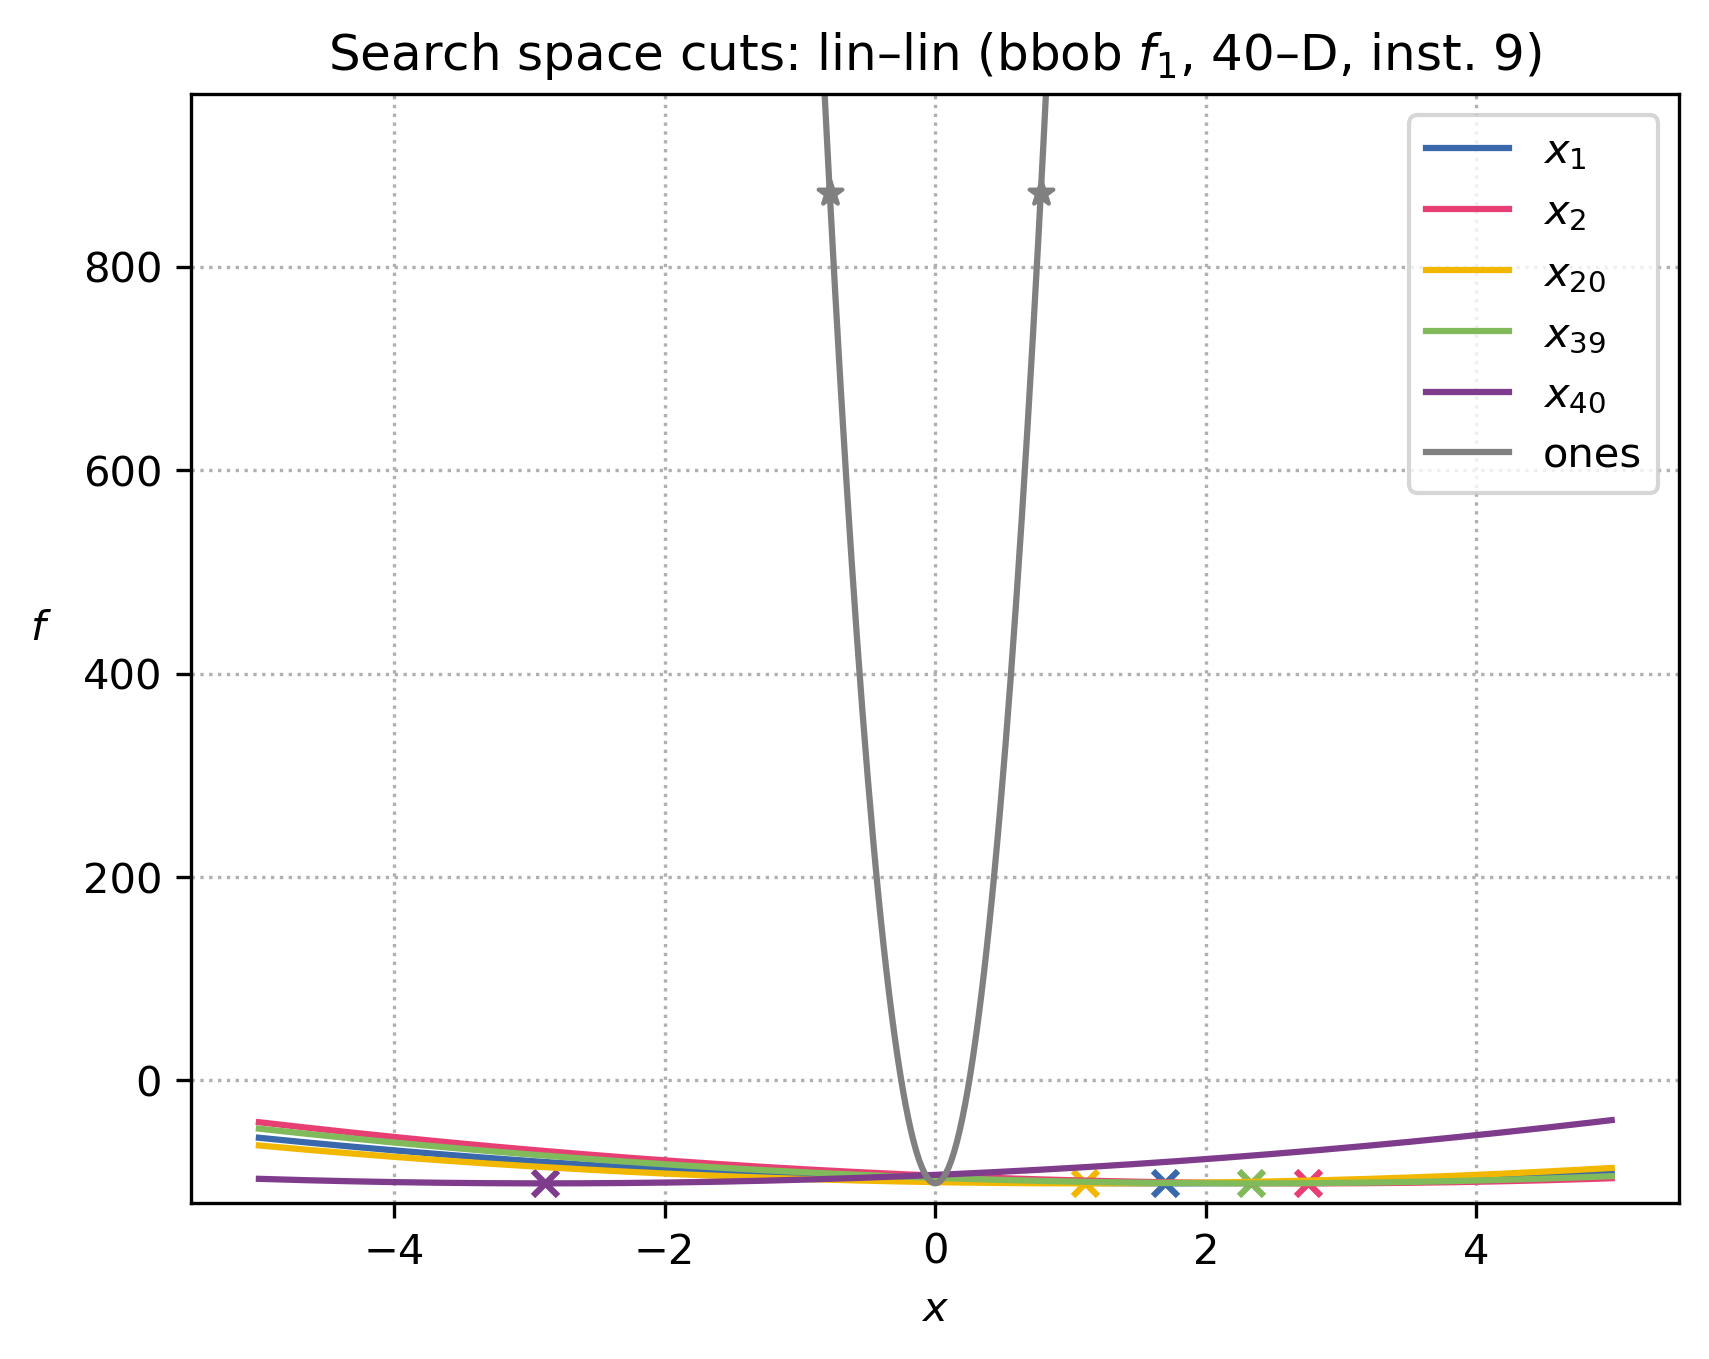 Search space cuts: lin–lin (bbob f₁, 40–D, inst. 9)
x₁
x₂
x₂₀
x₃₉
x₄₀
ones
800
600
400
200
0
f
−4 −2 0 2 4
x